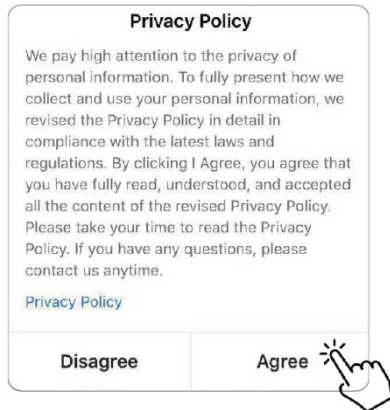 Privacy Policy
We pay high attention to the privacy of
personal information. To fully present how we
collect and use your personal information, we
revised the Privacy Policy in detail in
compliance with the latest laws and
regulations. By clicking I Agree, you agree that
you have fully read, understood, and accepted
all the content of the revised Privacy Policy.
Please take your time to read the Privacy
Policy. If you have any questions, please
contact us anytime.
Privacy Policy
Disagree Agree